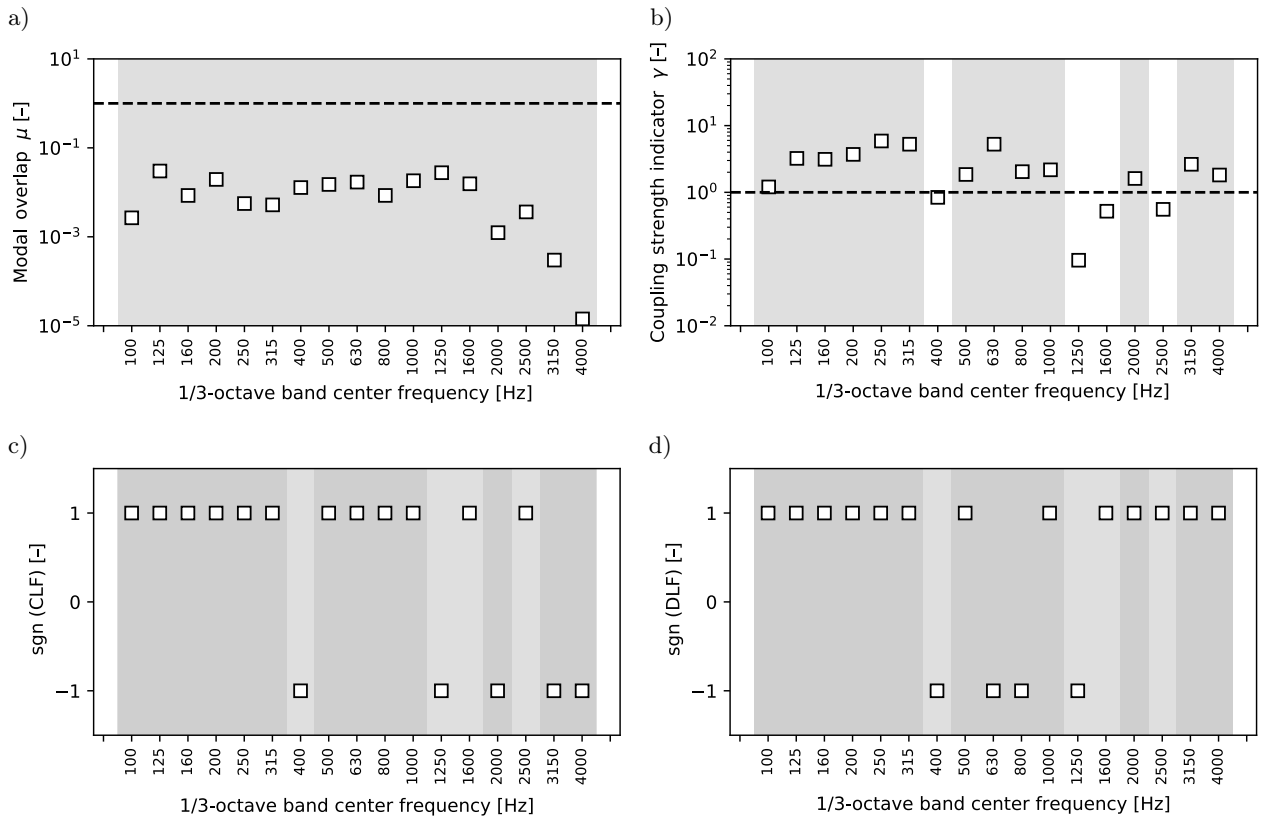 a)
Modal overlap μ [–]
10^1
10^-1
10^-3
10^-5
100 125 160 200 250 315 400 500 630 800 1000 1250 1600 2000 2500 3150 4000
1/3-octave band center frequency [Hz]
b)
Coupling strength indicator γ [–]
10^2
10^1
10^0
10^-1
10^-2
100 125 160 200 250 315 400 500 630 800 1000 1250 1600 2000 2500 3150 4000
1/3-octave band center frequency [Hz]
c)
sgn (CLF) [–]
1
0
−1
100 125 160 200 250 315 400 500 630 800 1000 1250 1600 2000 2500 3150 4000
1/3-octave band center frequency [Hz]
d)
sgn (DLF) [–]
1
0
−1
100 125 160 200 250 315 400 500 630 800 1000 1250 1600 2000 2500 3150 4000
1/3-octave band center frequency [Hz]